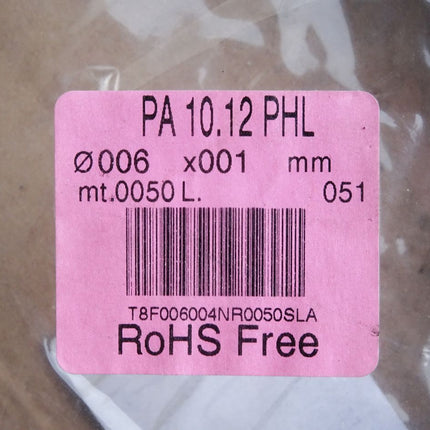 PA 10.12 PHL
Ø006 x001 mm
mt.0050 L. 051
T8F006004NR0050SLA
RoHS Free